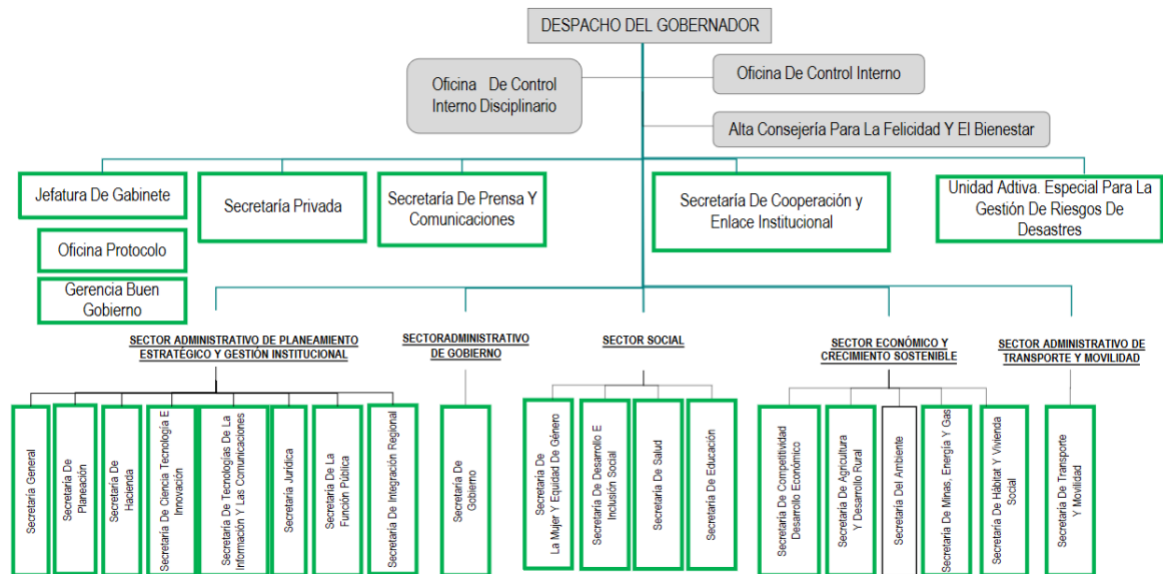 DESPACHO DEL GOBERNADOR
Oficina De Control
Interno Disciplinario
Oficina De Control Interno
Alta Consejería Para La Felicidad Y El Bienestar
Jefatura De Gabinete
Secretaría Privada
Secretaría De Prensa Y
Comunicaciones
Secretaría De Cooperación y
Enlace Institucional
Unidad Adtiva. Especial Para La
Gestión De Riesgos De
Desastres
Oficina Protocolo
Gerencia Buen
Gobierno
SECTOR ADMINISTRATIVO DE PLANEAMIENTO
ESTRATÉGICO Y GESTIÓN INSTITUCIONAL
SECTORADMINISTRATIVO
DE GOBIERNO
SECTOR SOCIAL
SECTOR ECONÓMICO Y
CRECIMIENTO SOSTENIBLE
SECTOR ADMINISTRATIVO DE
TRANSPORTE Y MOVILIDAD
Secretaría General
Secretaría De
Planeación
Secretaría De
Hacienda
Secretaría De Ciencia Tecnología E
Innovación
Secretaría De Tecnologías De La
Información Y Las Comunicaciones
Secretaría Jurídica
Secretaría De La
Función Pública
Secretaría De Integración Regional
Secretaría De
Gobierno
Secretaría De
La Mujer Y Equidad De Género
Secretaría De Desarrollo E
Inclusión Social
Secretaría De Salud
Secretaría De Educación
Secretaría De Competitividad
Desarrollo Económico
Secretaría De Agricultura
Y Desarrollo Rural
Secretaría Del Ambiente
Secretaría De Minas, Energía Y Gas
Secretaría De Hábitat Y Vivienda
Social
Secretaría De Transporte
Y Movilidad